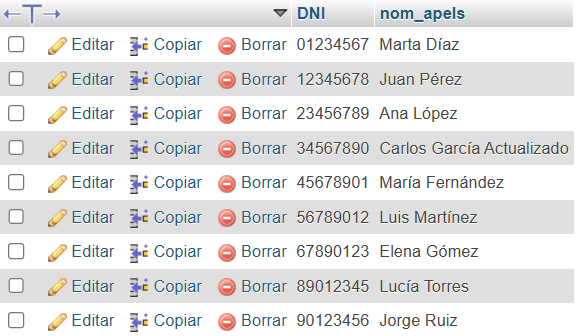 DNI nom_apels
Editar Copiar Borrar 01234567 Marta Díaz
Editar Copiar Borrar 12345678 Juan Pérez
Editar Copiar Borrar 23456789 Ana López
Editar Copiar Borrar 34567890 Carlos García Actualizado
Editar Copiar Borrar 45678901 María Fernández
Editar Copiar Borrar 56789012 Luis Martínez
Editar Copiar Borrar 67890123 Elena Gómez
Editar Copiar Borrar 89012345 Lucía Torres
Editar Copiar Borrar 90123456 Jorge Ruiz